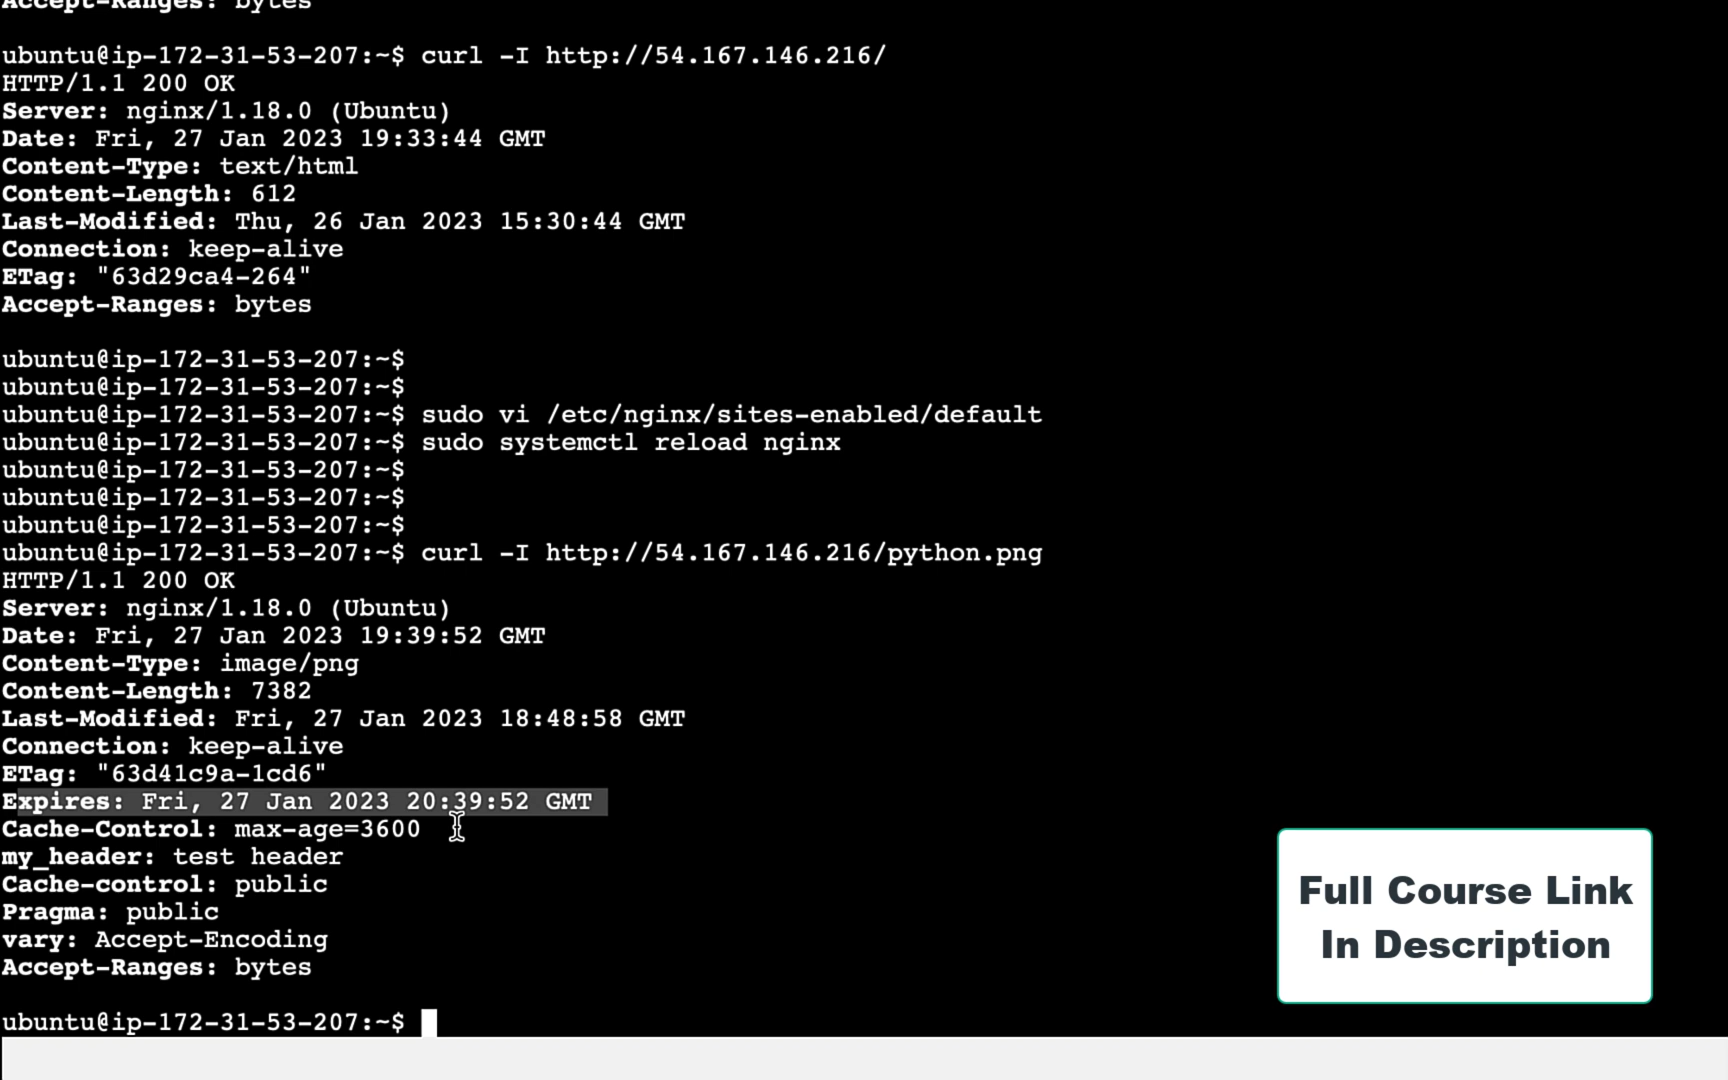 Accept-Ranges: bytes
ubuntu@ip-172-31-53-207:~$ curl -I http://54.167.146.216/
HTTP/1.1 200 OK
Server: nginx/1.18.0 (Ubuntu)
Date: Fri, 27 Jan 2023 19:33:44 GMT
Content-Type: text/html
Content-Length: 612
Last-Modified: Thu, 26 Jan 2023 15:30:44 GMT
Connection: keep-alive
ETag: "63d29ca4-264"
Accept-Ranges: bytes
ubuntu@ip-172-31-53-207:~$
ubuntu@ip-172-31-53-207:~$
ubuntu@ip-172-31-53-207:~$ sudo vi /etc/nginx/sites-enabled/default
ubuntu@ip-172-31-53-207:~$ sudo systemctl reload nginx
ubuntu@ip-172-31-53-207:~$
ubuntu@ip-172-31-53-207:~$
ubuntu@ip-172-31-53-207:~$
ubuntu@ip-172-31-53-207:~$ curl -I http://54.167.146.216/python.png
HTTP/1.1 200 OK
Server: nginx/1.18.0 (Ubuntu)
Date: Fri, 27 Jan 2023 19:39:52 GMT
Content-Type: image/png
Content-Length: 7382
Last-Modified: Fri, 27 Jan 2023 18:48:58 GMT
Connection: keep-alive
ETag: "63d41c9a-1cd6"
Expires: Fri, 27 Jan 2023 20:39:52 GMT
Cache-Control: max-age=3600
my_header: test header
Cache-control: public
Pragma: public
vary: Accept-Encoding
Accept-Ranges: bytes
ubuntu@ip-172-31-53-207:~$
Full Course Link
In Description